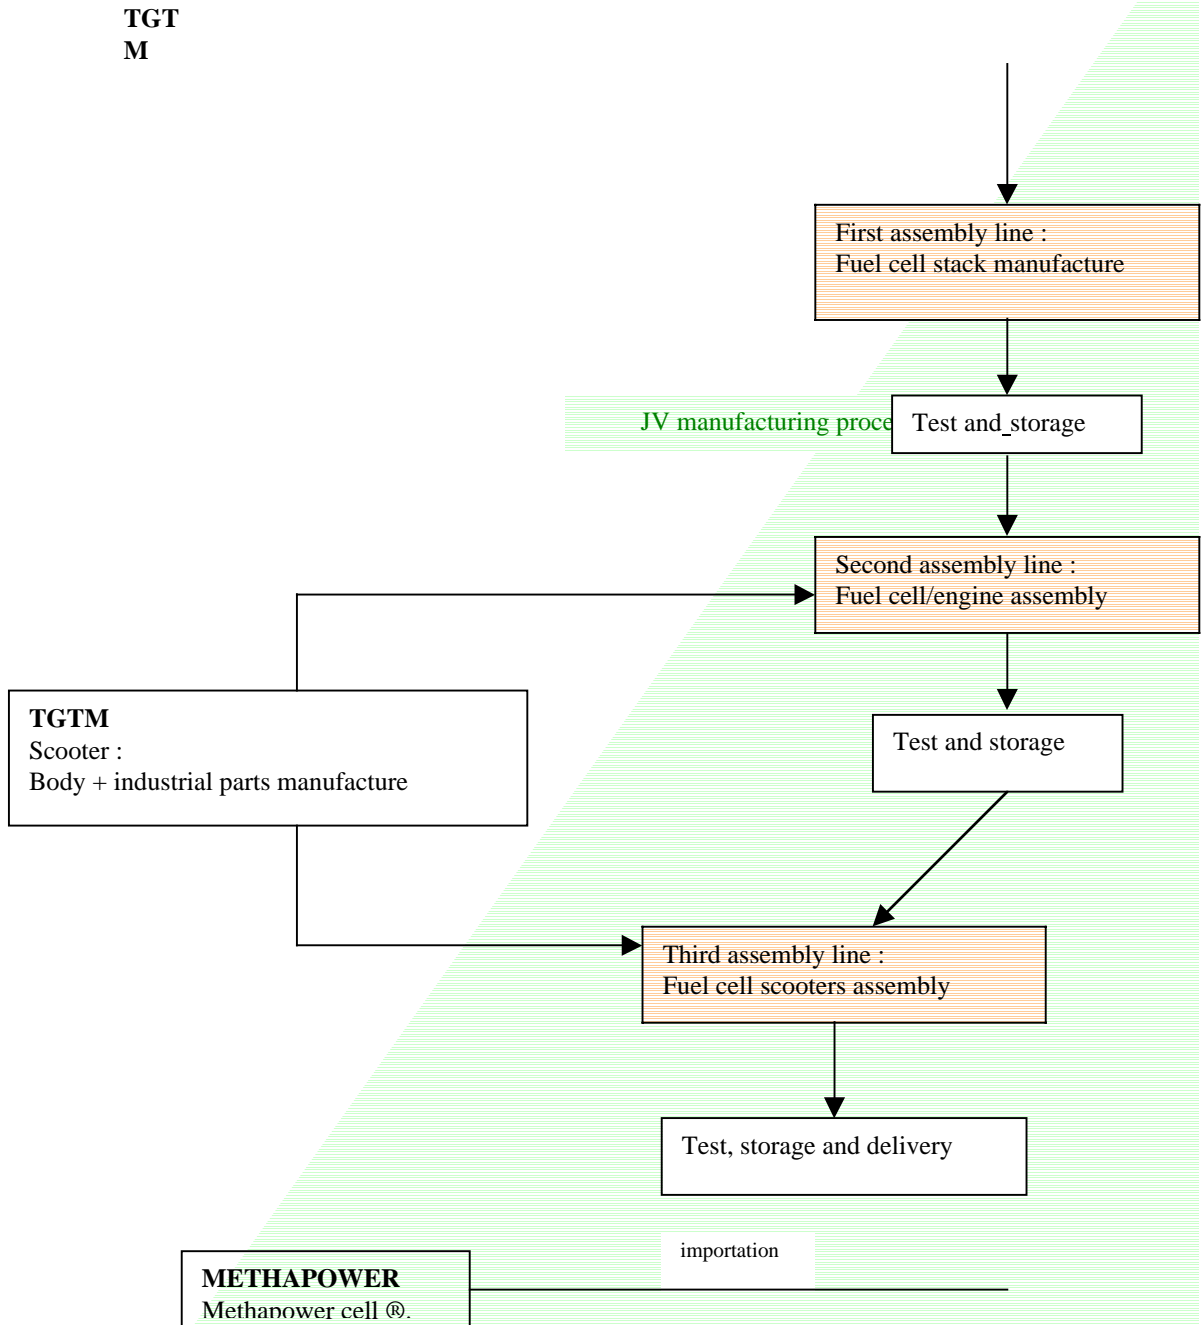 TGT
M
First assembly line :
Fuel cell stack manufacture
JV manufacturing proce
Test and storage
Second assembly line :
Fuel cell/engine assembly
TGTM
Scooter :
Body + industrial parts manufacture
Test and storage
Third assembly line :
Fuel cell scooters assembly
Test, storage and delivery
importation
METHAPOWER
Methapower cell ®.